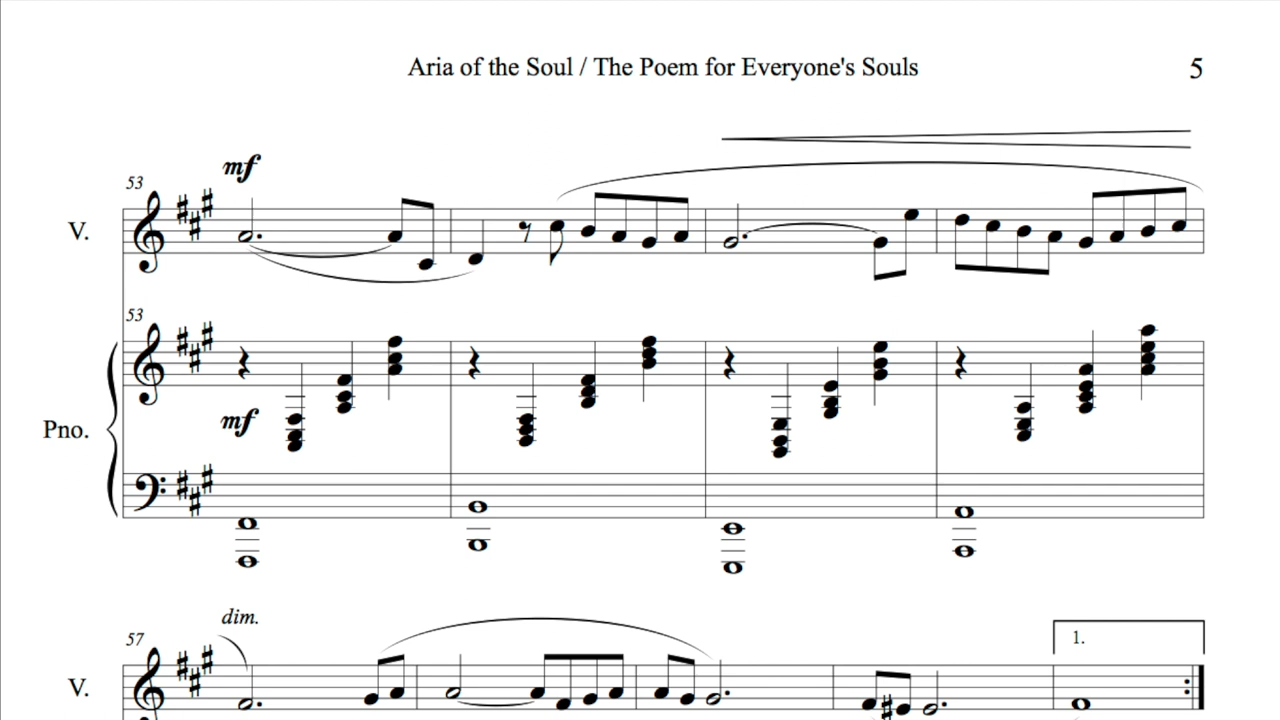 Aria of the Soul / The Poem for Everyone's Souls
5
mf
53
V.
53
mf
Pno.
dim.
57
1.
V.